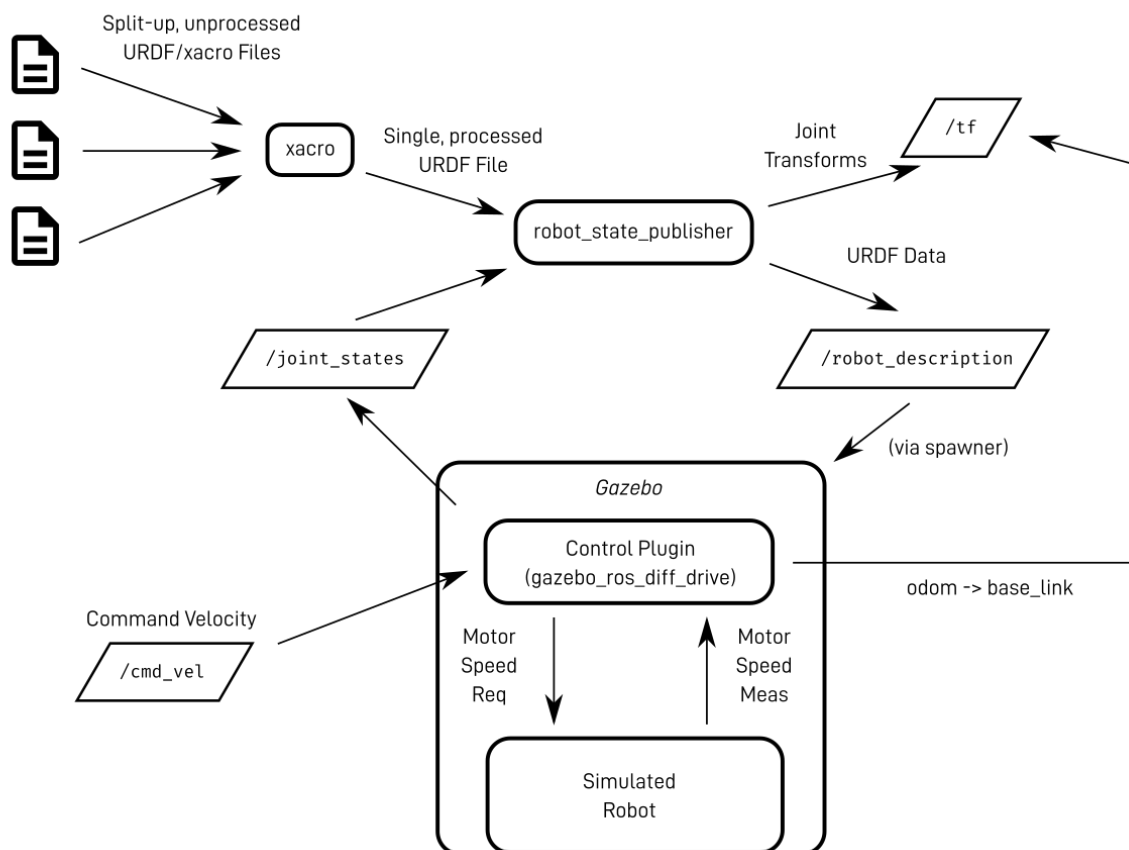 Split-up, unprocessed
URDF/xacro Files
xacro
Single, processed
URDF File
robot_state_publisher
Joint
Transforms
/tf
URDF Data
/joint_states
/robot_description
(via spawner)
Gazebo
Control Plugin
(gazebo_ros_diff_drive)
odom -> base_link
Command Velocity
/cmd_vel
Motor
Speed
Req
Motor
Speed
Meas
Simulated
Robot